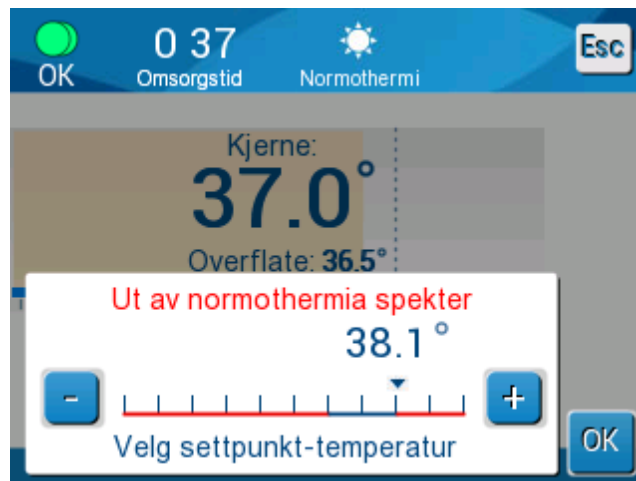 OK
0 37
Omsorgstid
Normothermi
Esc
Kjerne:
37.0°
Overflate: 36.5°
Ut av normothermia spekter
38.1°
-
+
Velg settpunkt-temperatur
OK